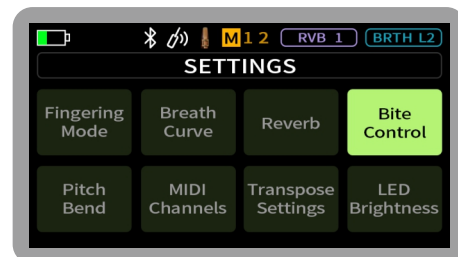 M 1 2 RVB 1 BRTH L2
SETTINGS
Fingering Mode
Breath Curve
Reverb
Bite Control
Pitch Bend
MIDI Channels
Transpose Settings
LED Brightness